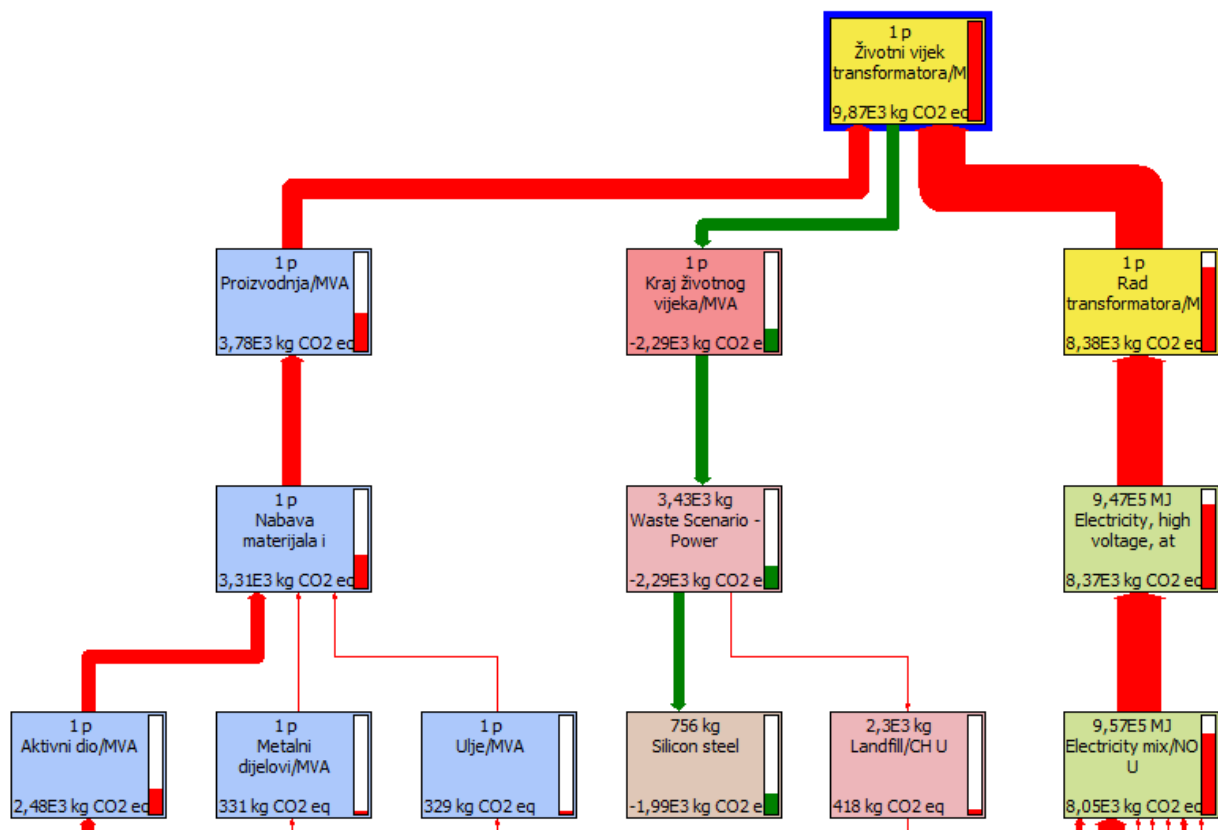 1 p
Životni vijek
transformatora/M
9,87E3 kg CO2 eq
1 p
Proizvodnja/MVA
3,78E3 kg CO2 eq
1 p
Kraj životnog
vijeka/MVA
-2,29E3 kg CO2 e
1 p
Rad
transformatora/M
8,38E3 kg CO2 eq
1 p
Nabava
materijala i
3,31E3 kg CO2 eq
3,43E3 kg
Waste Scenario -
Power
-2,29E3 kg CO2 e
9,47E5 MJ
Electricity, high
voltage, at
8,37E3 kg CO2 eq
1 p
Aktivni dio/MVA
2,48E3 kg CO2 eq
1 p
Metalni
dijelovi/MVA
331 kg CO2 eq
1 p
Ulje/MVA
329 kg CO2 eq
756 kg
Silicon steel
-1,99E3 kg CO2 e
2,3E3 kg
Landfill/CH U
418 kg CO2 eq
9,57E5 MJ
Electricity mix/NO
U
8,05E3 kg CO2 eq